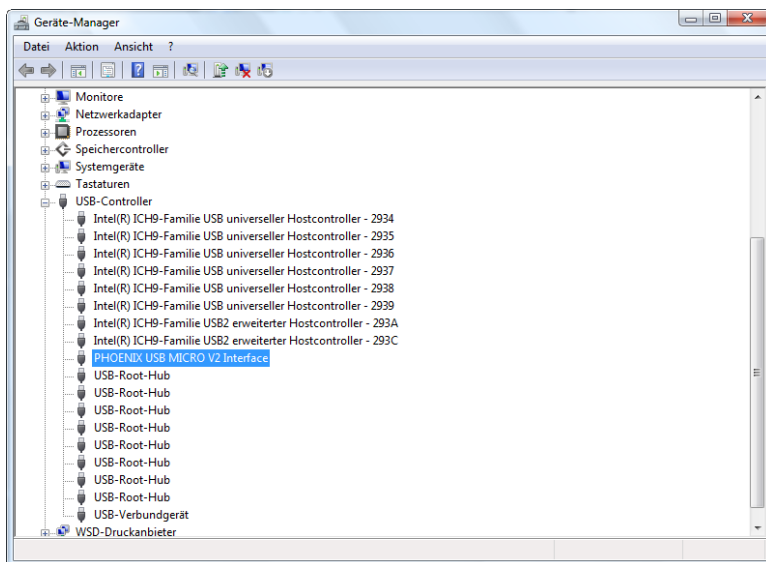 Geräte-Manager
Datei Aktion Ansicht ?
Monitore
Netzwerkadapter
Prozessoren
Speichercontroller
Systemgeräte
Tastaturen
USB-Controller
Intel(R) ICH9-Familie USB universeller Hostcontroller - 2934
Intel(R) ICH9-Familie USB universeller Hostcontroller - 2935
Intel(R) ICH9-Familie USB universeller Hostcontroller - 2936
Intel(R) ICH9-Familie USB universeller Hostcontroller - 2937
Intel(R) ICH9-Familie USB universeller Hostcontroller - 2938
Intel(R) ICH9-Familie USB universeller Hostcontroller - 2939
Intel(R) ICH9-Familie USB2 erweiterter Hostcontroller - 293A
Intel(R) ICH9-Familie USB2 erweiterter Hostcontroller - 293C
PHOENIX USB MICRO V2 Interface
USB-Root-Hub
USB-Root-Hub
USB-Root-Hub
USB-Root-Hub
USB-Root-Hub
USB-Root-Hub
USB-Root-Hub
USB-Root-Hub
USB-Verbundgerät
WSD-Druckanbieter